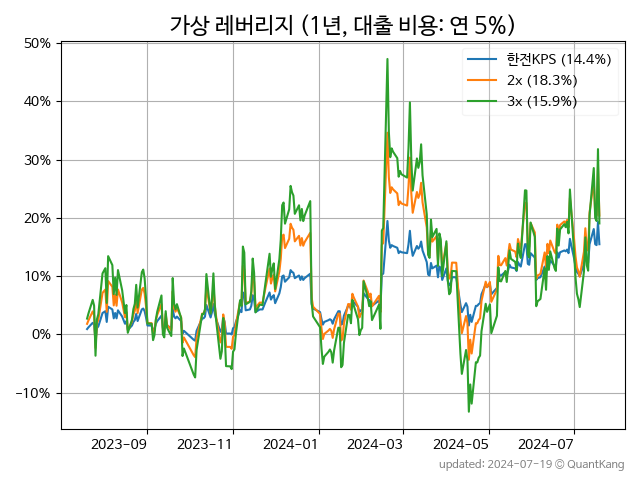 가상 레버리지 (1년, 대출 비용: 연 5%)
50%
40%
30%
20%
10%
0%
−10%
한전KPS (14.4%)
2x (18.3%)
3x (15.9%)
2023-09
2023-11
2024-01
2024-03
2024-05
2024-07
updated: 2024-07-19 © QuantKang